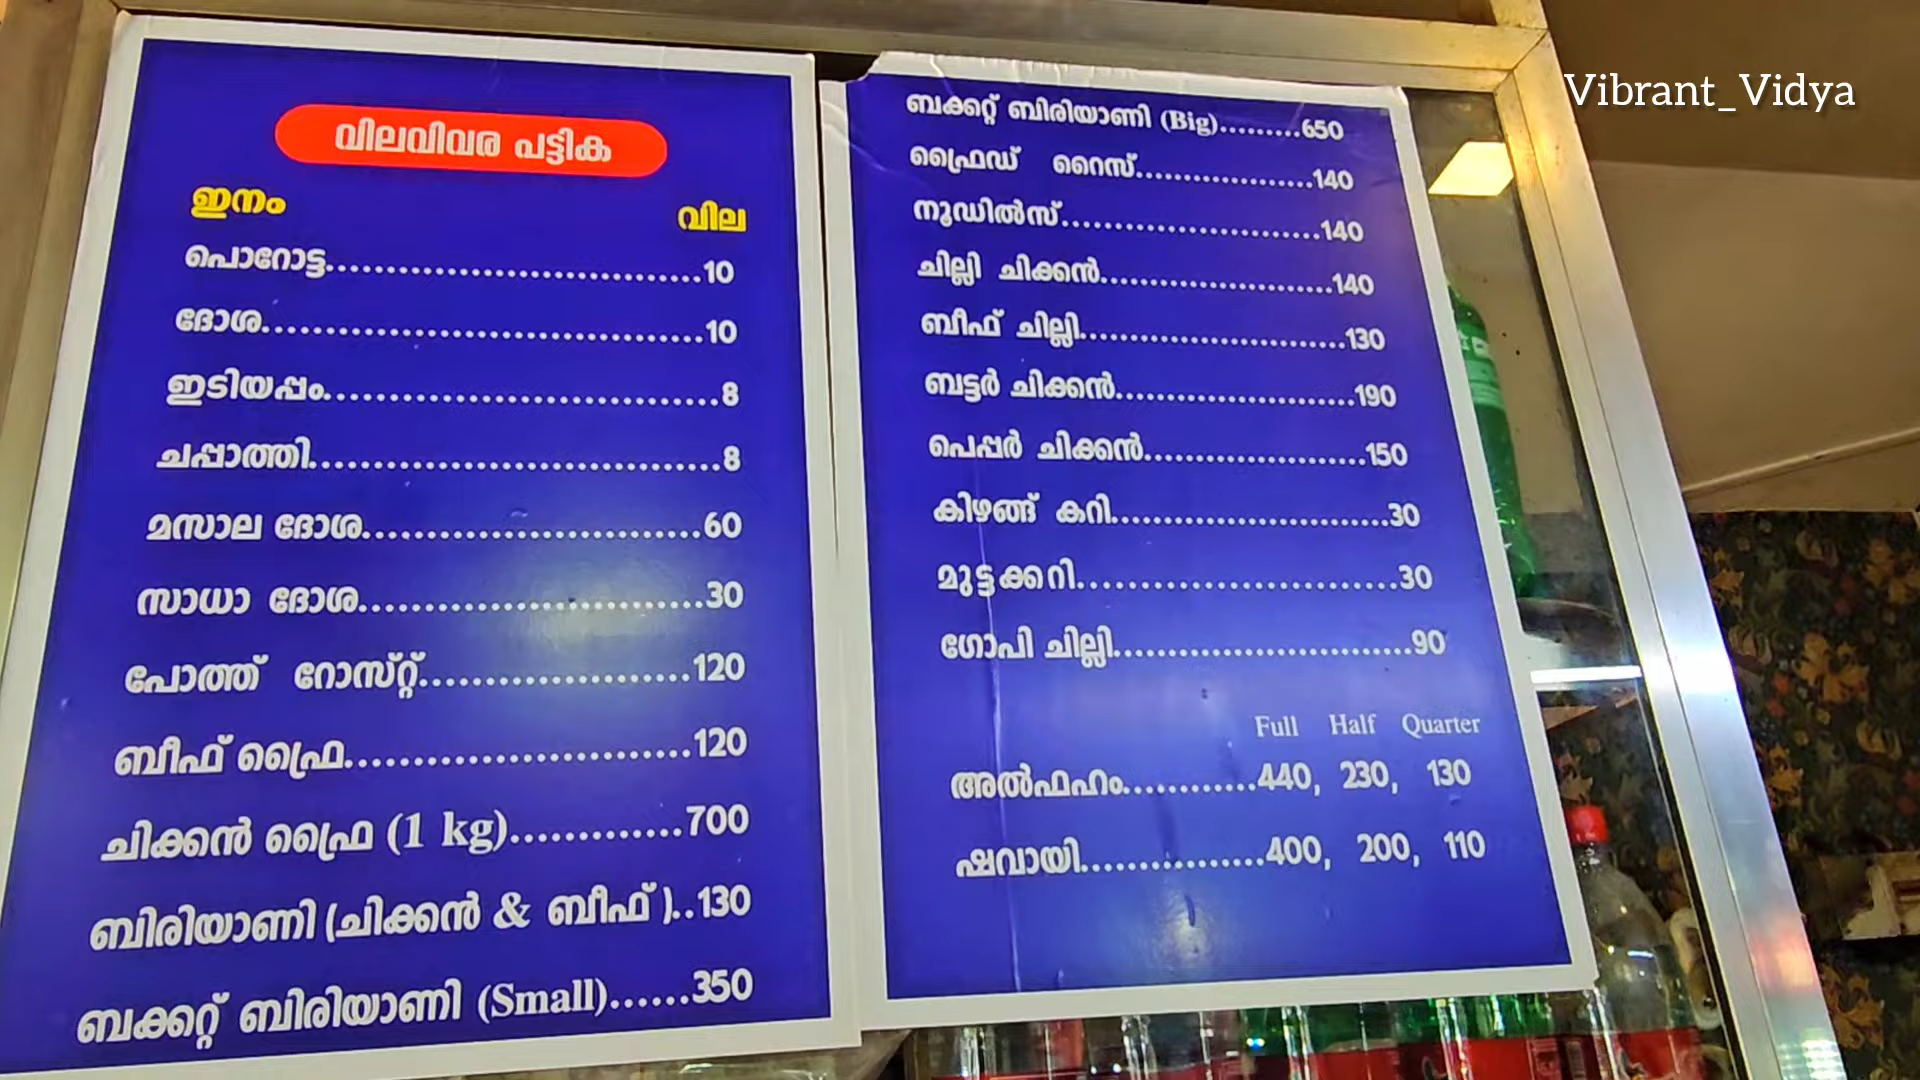 വിലവിവര പട്ടിക
ഇനം വില
പൊറോട്ട..............................10
ദോശ....................................10
ഇടിയപ്പം................................8
ചപ്പാത്തി.................................8
മസാല ദോശ...........................60
സാധാ ദോശ............................30
പോത്ത് റോസ്റ്റ്.......................120
ബീഫ് ഫ്രൈ............................120
ചിക്കൻ ഫ്രൈ (1 kg).............700
ബിരിയാണി (ചിക്കൻ & ബീഫ് )..130
ബക്കറ്റ് ബിരിയാണി (Small)......350
ബക്കറ്റ് ബിരിയാണി (Big).........650
ഫ്രൈഡ് റൈസ്...................140
നൂഡിൽസ്...........................140
ചില്ലി ചിക്കൻ........................140
ബീഫ് ചില്ലി...........................130
ബട്ടർ ചിക്കൻ.........................190
പെപ്പർ ചിക്കൻ.......................150
കിഴങ്ങ് കറി............................30
മുട്ടക്കറി................................30
ഗോപി ചില്ലി............................90
Full Half Quarter
അൽഫഹം............440, 230, 130
ഷവായി................400, 200, 110
Vibrant_Vidya